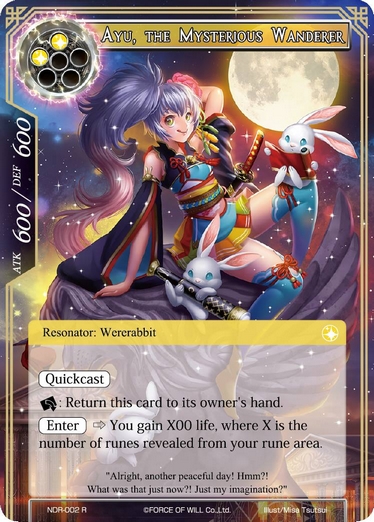 Ayu, the Mysterious Wanderer
ATK 600 / DEF 600
Resonator: Wererabbit
Quickcast
: Return this card to its owner's hand.
Enter ⇨ You gain X00 life, where X is the
number of runes revealed from your rune area.
"Alright, another peaceful day! Hmm?!
What was that just now?! Just my imagination?"
NDR-002 R ©FORCE OF WILL Co.,Ltd. Illust/Misa Tsutsui